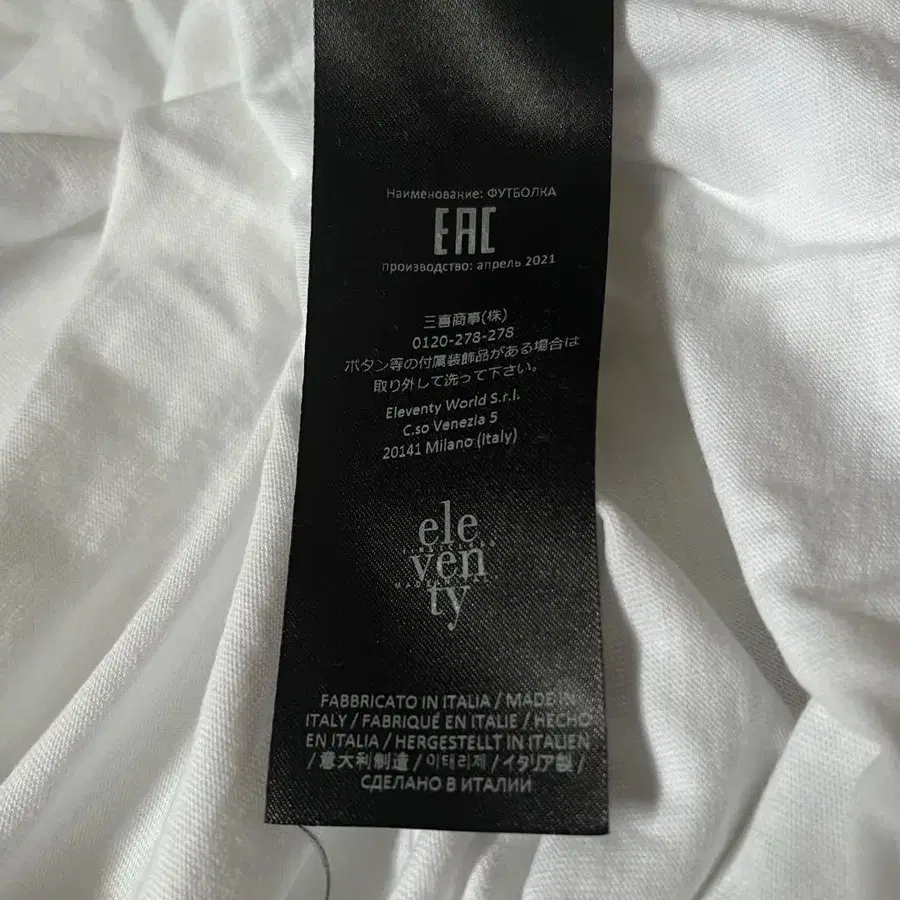 Наименование: ФУТБОЛКА
EAC
производство: апрель 2021
三喜商事(株)
0120-278-278
ボタン等の付属装飾品がある場合は
取り外して洗って下さい。
Eleventy World S.r.l.
C.so Venezia 5
20141 Milano (Italy)
ele
ven
ty
FABBRICATO IN ITALIA / MADE IN
ITALY / FABRIQUÉ EN ITALIE / HECHO
EN ITALIA / HERGESTELLT IN ITALIEN
/ 意大利制造 / 이태리제 / イタリア製 /
СДЕЛАНО В ИТАЛИИ